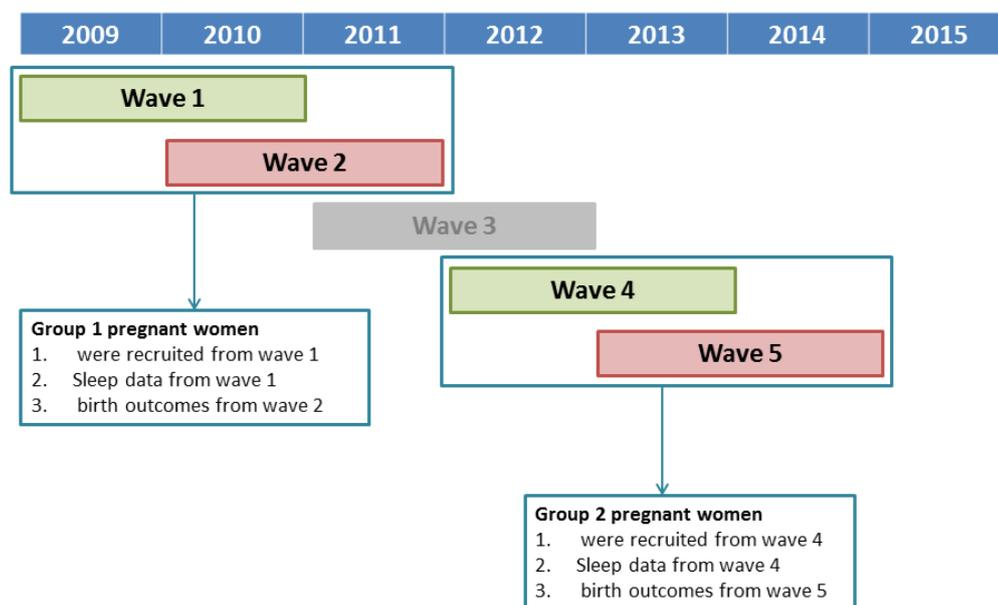 2009 2010 2011 2012 2013 2014 2015
Wave 1
Wave 2
Wave 3
Wave 4
Wave 5
Group 1 pregnant women
1. were recruited from wave 1
2. Sleep data from wave 1
3. birth outcomes from wave 2
Group 2 pregnant women
1. were recruited from wave 4
2. Sleep data from wave 4
3. birth outcomes from wave 5